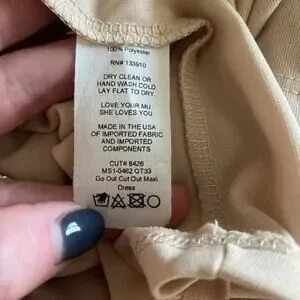 100% Polyester
RN# 133910
DRY CLEAN OR
HAND WASH COLD
LAY FLAT TO DRY
LOVE YOUR MU
SHE LOVES YOU
MADE IN THE USA
OF IMPORTED FABRIC
AND IMPORTED
COMPONENTS
CUT# 8426
MS1-0462 QT33
Go Out Cut Out Maxi
Dress